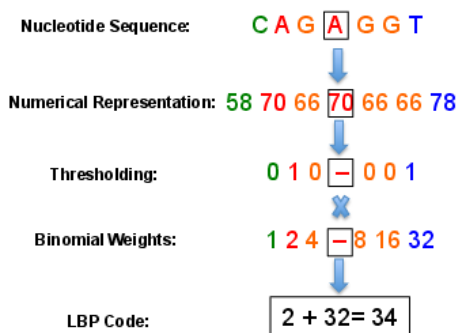 Nucleotide Sequence: C A G A G G T
Numerical Representation: 58 70 66 70 66 66 78
Thresholding: 0 1 0 – 0 0 1
Binomial Weights: 1 2 4 – 8 16 32
LBP Code: 2 + 32= 34